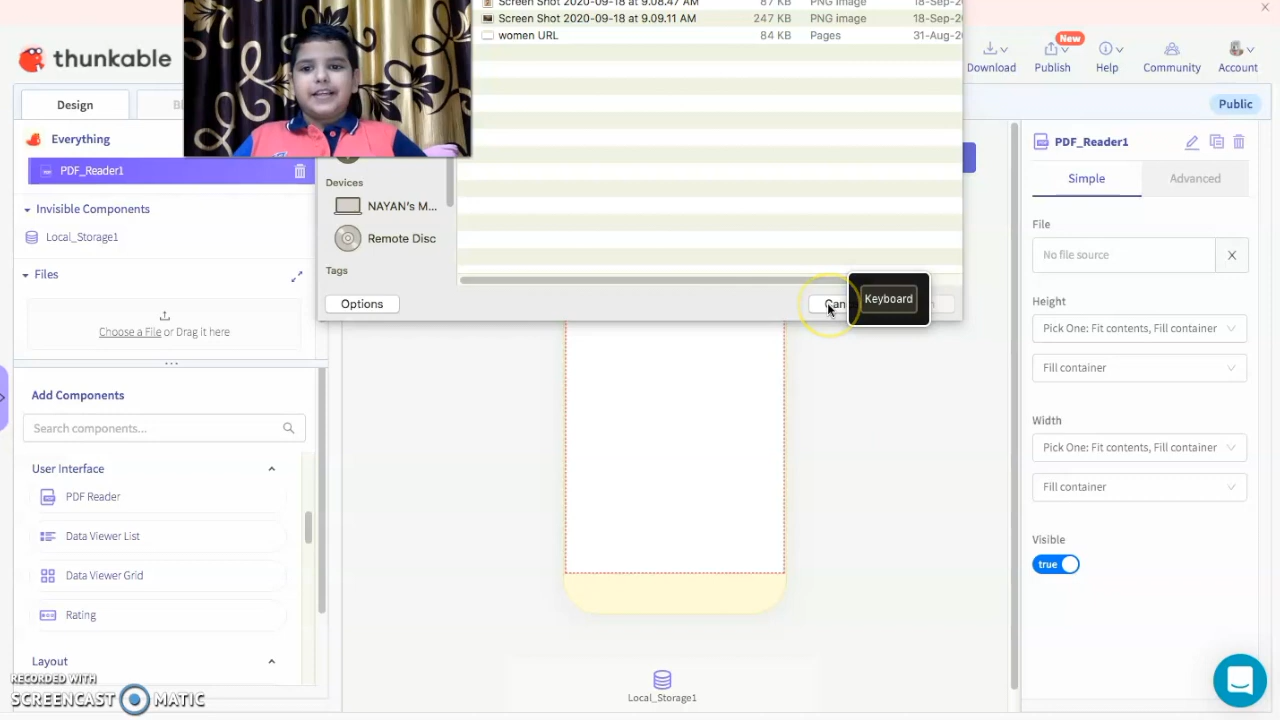 Screen Shot 2020-09-18 at 9.08.47 AM 87 KB PNG image 18-Sep-2
Screen Shot 2020-09-18 at 9.09.11 AM 247 KB PNG image 18-Sep-2
women URL 84 KB Pages 31-Aug-2
thunkable
New
Download
Publish
Help
Community
Account
Design
Public
Everything
PDF_Reader1
Invisible Components
Local_Storage1
Files
Choose a File or Drag it here
Add Components
Search components...
User Interface
PDF Reader
Data Viewer List
Data Viewer Grid
Rating
Layout
RECORDED WITH
SCREENCAST MATIC
Devices
NAYAN's M...
Remote Disc
Tags
Options
Can
Keyboard
Local_Storage1
PDF_Reader1
Simple Advanced
File
No file source X
Height
Pick One: Fit contents, Fill container
Fill container
Width
Pick One: Fit contents, Fill container
Fill container
Visible
true